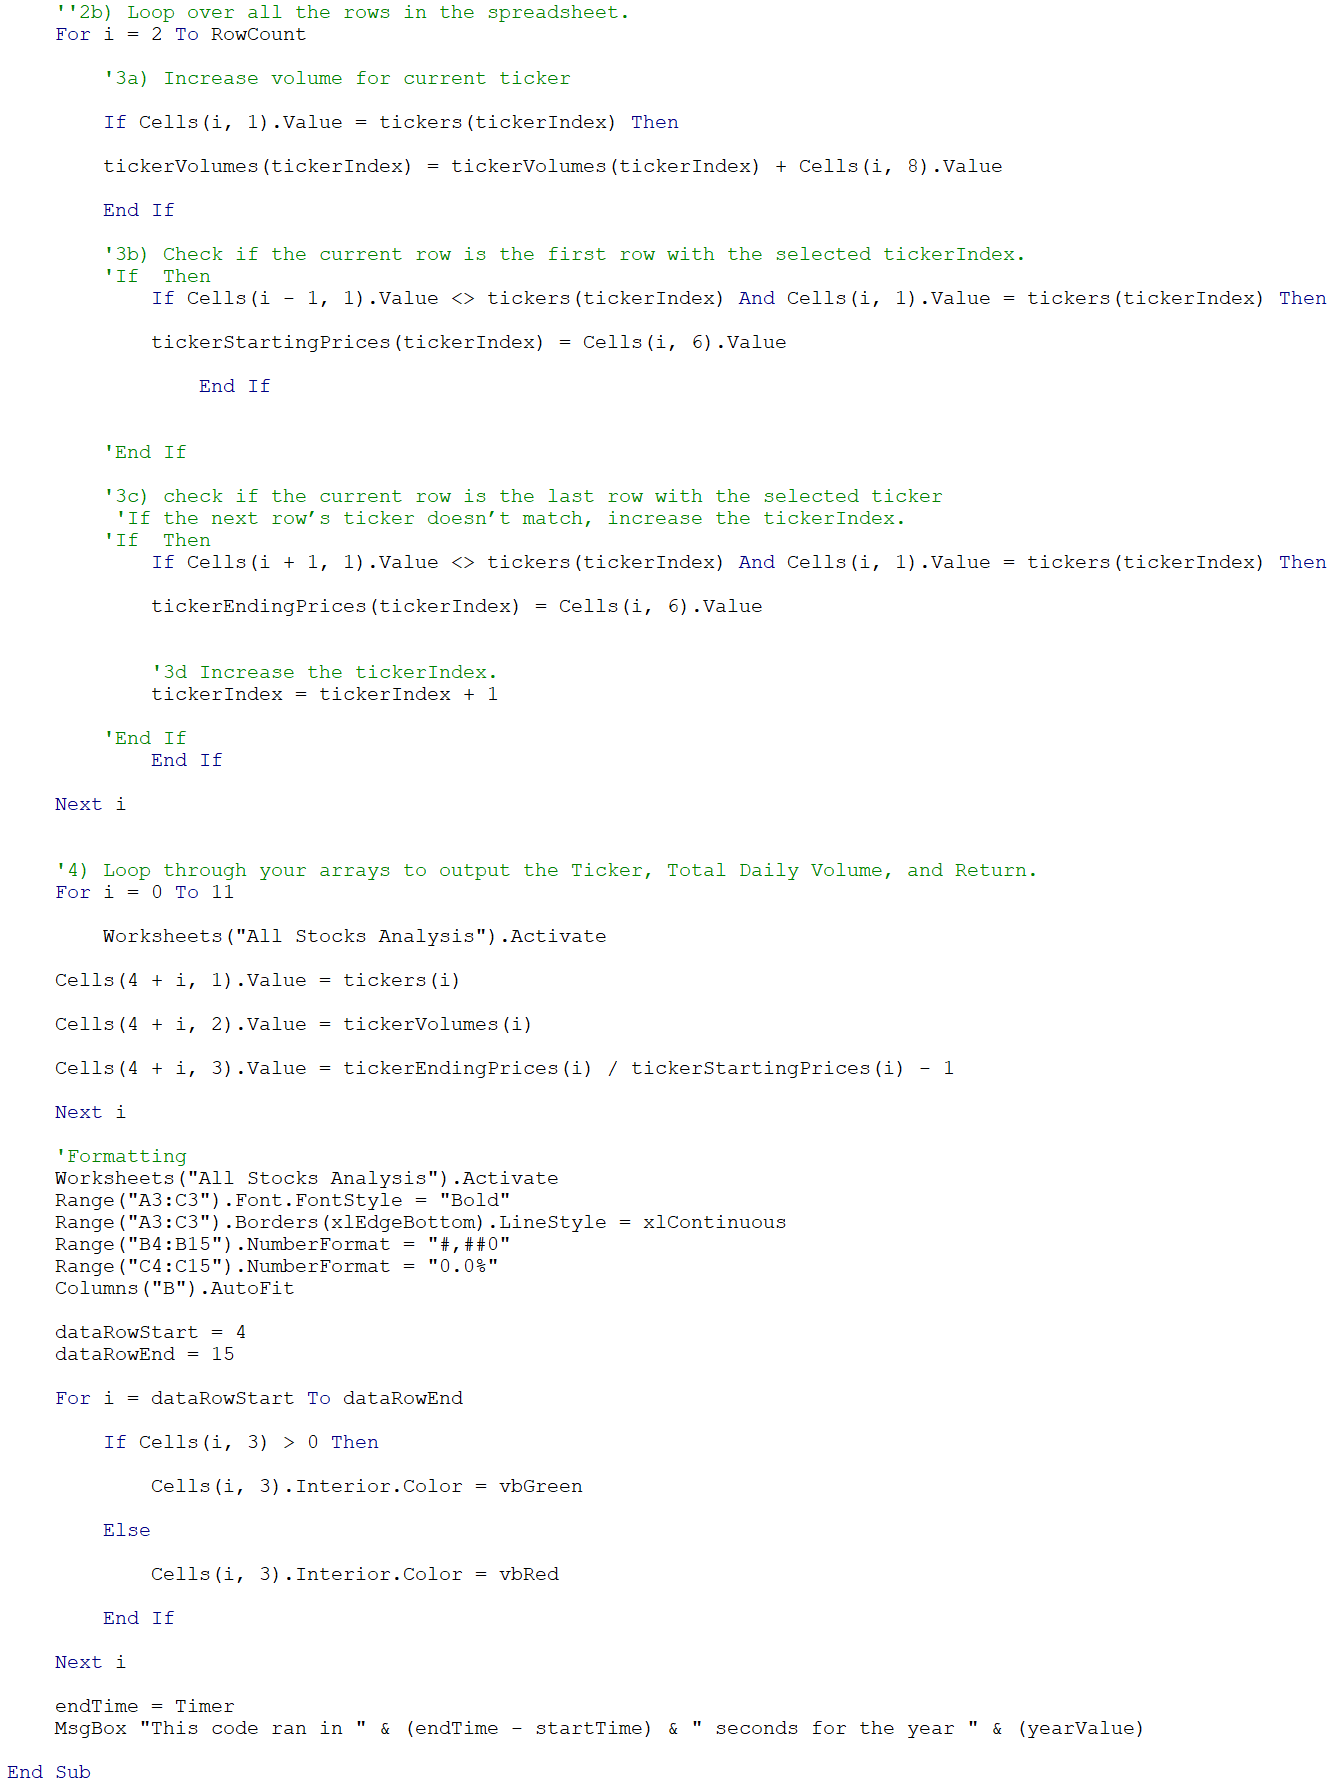 ''2b) Loop over all the rows in the spreadsheet.
For i = 2 To RowCount
'3a) Increase volume for current ticker
If Cells(i, 1).Value = tickers(tickerIndex) Then
tickerVolumes(tickerIndex) = tickerVolumes(tickerIndex) + Cells(i, 8).Value
End If
'3b) Check if the current row is the first row with the selected tickerIndex.
'If  Then
If Cells(i - 1, 1).Value <> tickers(tickerIndex) And Cells(i, 1).Value = tickers(tickerIndex) Then
tickerStartingPrices(tickerIndex) = Cells(i, 6).Value
End If
'End If
'3c) check if the current row is the last row with the selected ticker
'If the next row’s ticker doesn’t match, increase the tickerIndex.
'If  Then
If Cells(i + 1, 1).Value <> tickers(tickerIndex) And Cells(i, 1).Value = tickers(tickerIndex) Then
tickerEndingPrices(tickerIndex) = Cells(i, 6).Value
'3d Increase the tickerIndex.
tickerIndex = tickerIndex + 1
'End If
End If
Next i
'4) Loop through your arrays to output the Ticker, Total Daily Volume, and Return.
For i = 0 To 11
Worksheets("All Stocks Analysis").Activate
Cells(4 + i, 1).Value = tickers(i)
Cells(4 + i, 2).Value = tickerVolumes(i)
Cells(4 + i, 3).Value = tickerEndingPrices(i) / tickerStartingPrices(i) - 1
Next i
'Formatting
Worksheets("All Stocks Analysis").Activate
Range("A3:C3").Font.FontStyle = "Bold"
Range("A3:C3").Borders(xlEdgeBottom).LineStyle = xlContinuous
Range("B4:B15").NumberFormat = "#,##0"
Range("C4:C15").NumberFormat = "0.0%"
Columns("B").AutoFit
dataRowStart = 4
dataRowEnd = 15
For i = dataRowStart To dataRowEnd
If Cells(i, 3) > 0 Then
Cells(i, 3).Interior.Color = vbGreen
Else
Cells(i, 3).Interior.Color = vbRed
End If
Next i
endTime = Timer
MsgBox "This code ran in " & (endTime - startTime) & " seconds for the year " & (yearValue)
End Sub